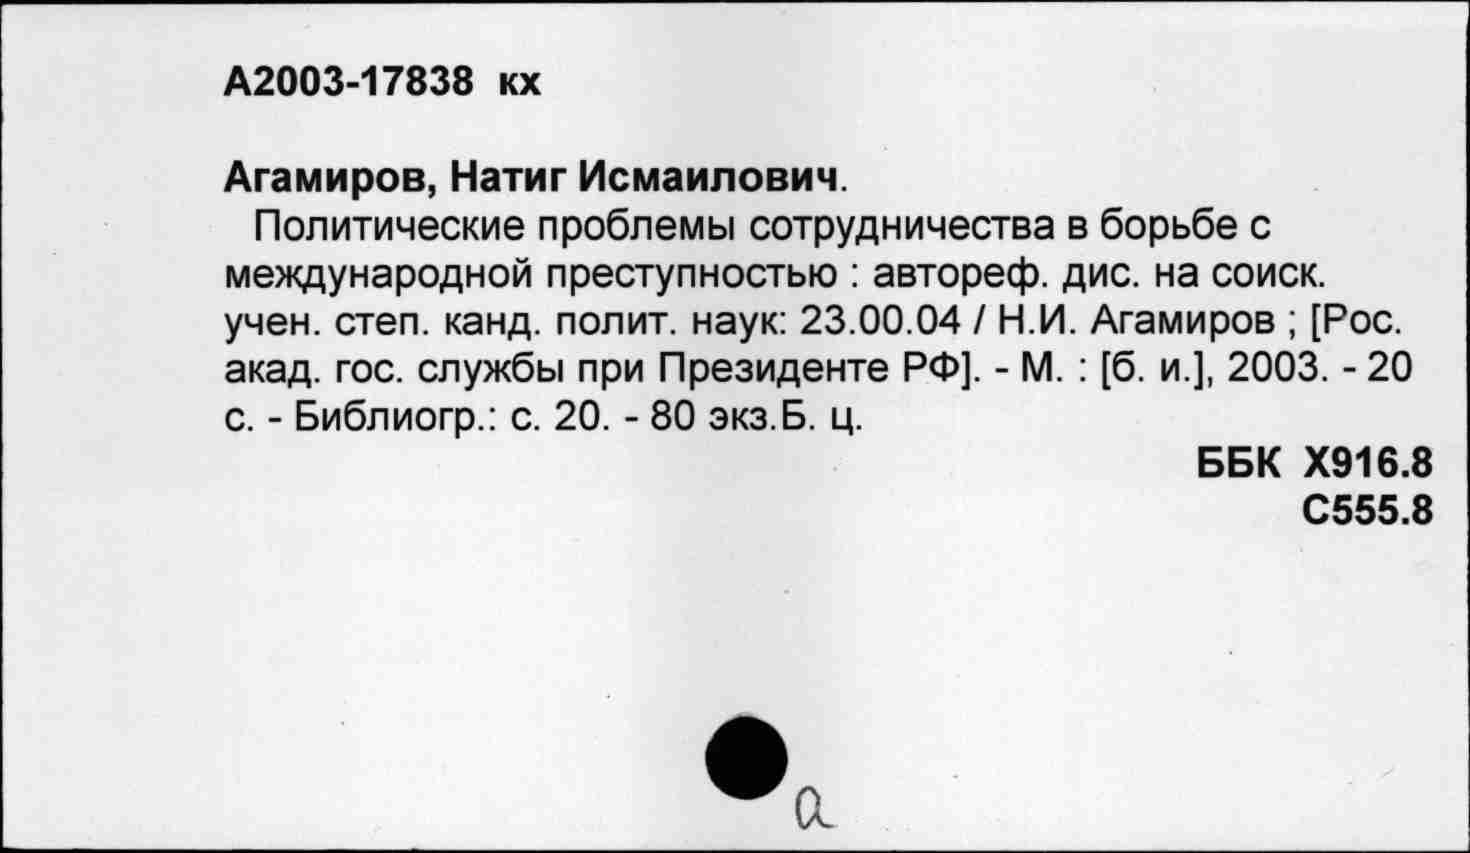 А2003-17838 кх
Агамиров, Натиг Исмаилович.
Политические проблемы сотрудничества в борьбе с
международной преступностью : автореф. дис. на соиск.
учен. степ. канд. полит. наук: 23.00.04 / Н.И. Агамиров ; [Рос.
акад. гос. службы при Президенте РФ]. - М. : [б. и.], 2003. - 20
с. - Библиогр.: с. 20. - 80 экз.Б. ц.
ББК Х916.8
С555.8
а